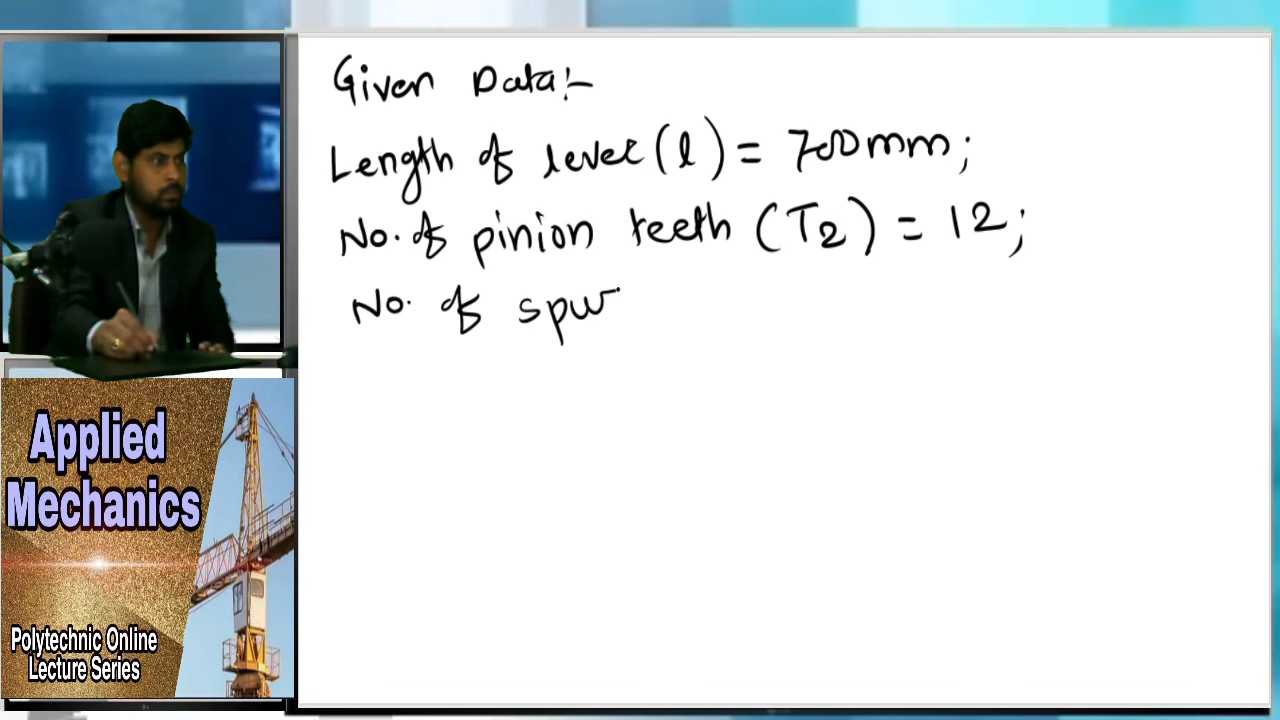 Given Data:-
Length of level (l) = 700mm;
No. of pinion teeth (T2) = 12;
No. of spur
Applied
Mechanics
Polytechnic Online
Lecture Series